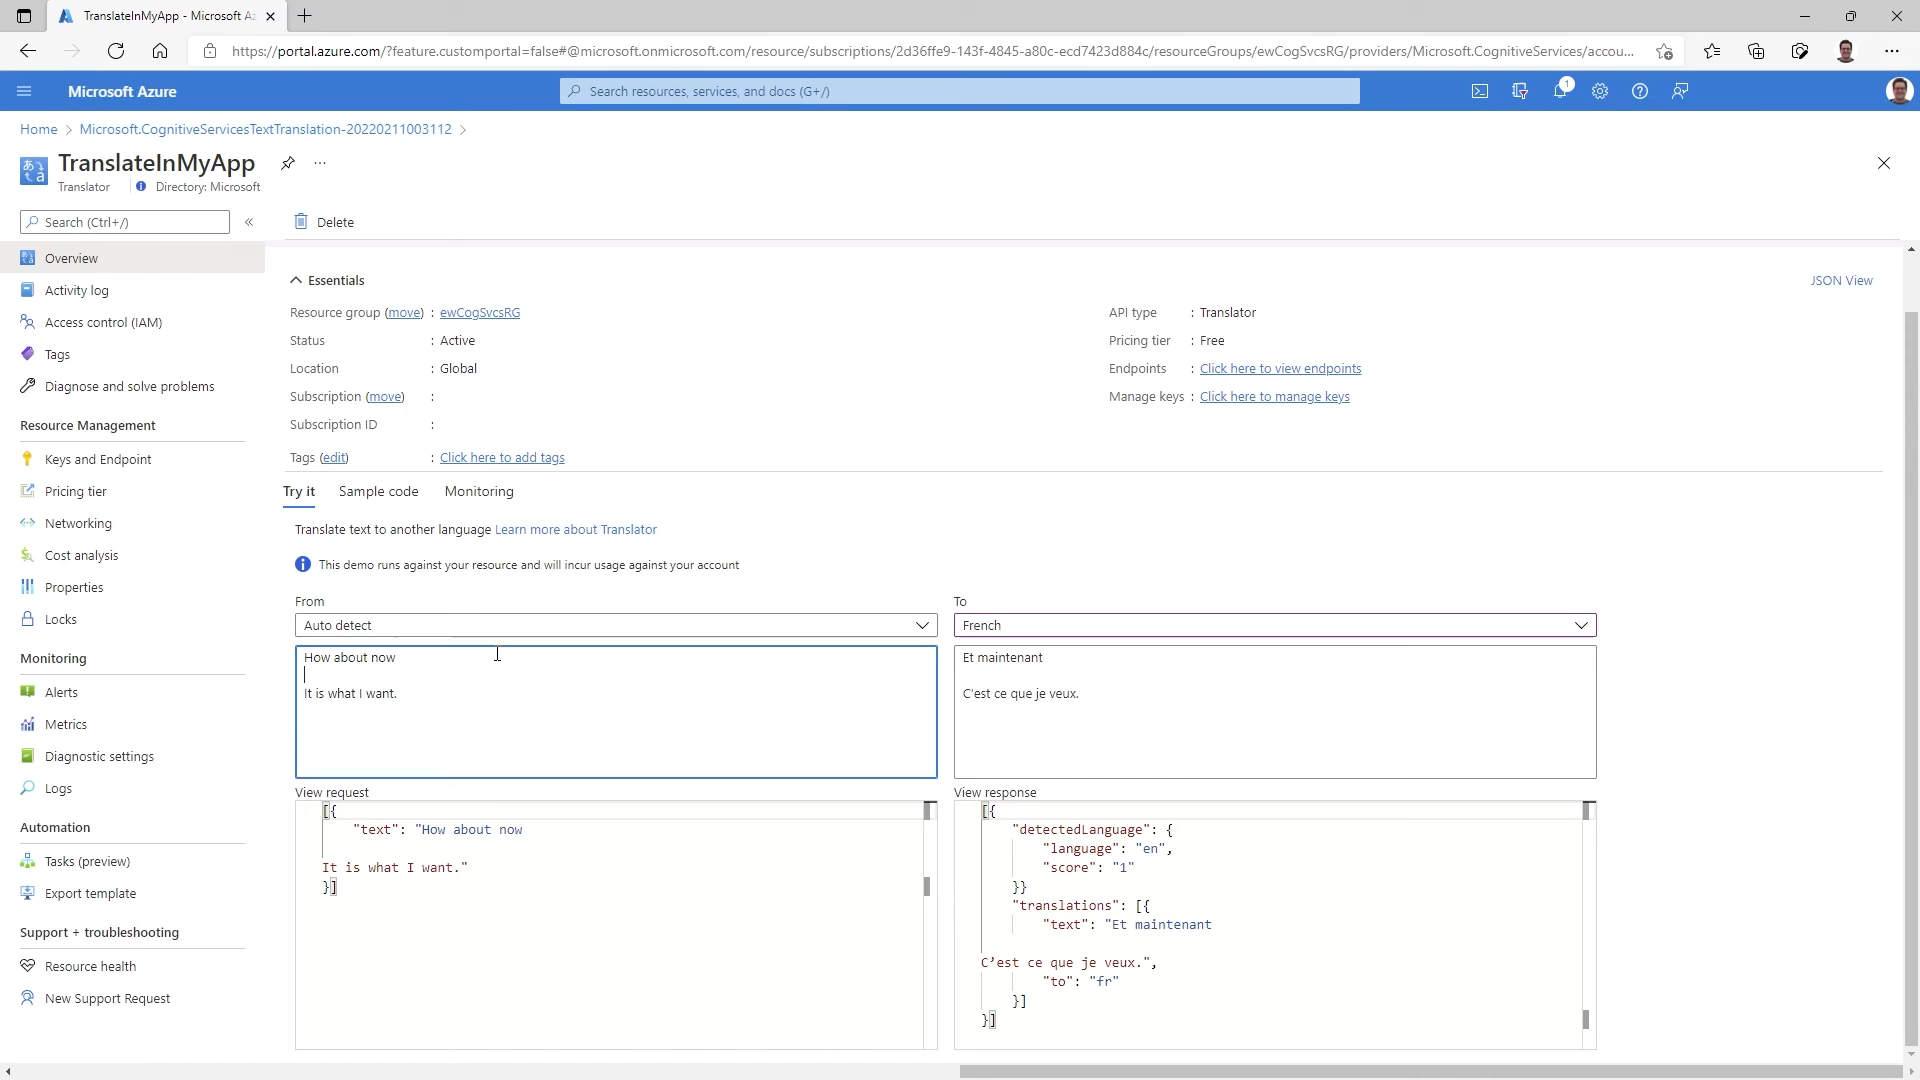 TranslateInMyApp - Microsoft Az
https://portal.azure.com/?feature.customportal=false#@microsoft.onmicrosoft.com/resource/subscriptions/2d36ffe9-143f-4845-a80c-ecd7423d884c/resourceGroups/ewCogSvcsRG/providers/Microsoft.CognitiveServices/accou...
Microsoft Azure
Search resources, services, and docs (G+/)
1
Home > Microsoft.CognitiveServicesTextTranslation-20220211003112 >
TranslateInMyApp
Translator
Directory: Microsoft
Search (Ctrl+/)
«
Delete
Overview
Activity log
Access control (IAM)
Tags
Diagnose and solve problems
Resource Management
Keys and Endpoint
Pricing tier
Networking
Cost analysis
Properties
Locks
Monitoring
Alerts
Metrics
Diagnostic settings
Logs
Automation
Tasks (preview)
Export template
Support + troubleshooting
Resource health
New Support Request
Essentials
JSON View
Resource group (move) : ewCogSvcsRG
Status : Active
Location : Global
Subscription (move) :
Subscription ID :
Tags (edit) : Click here to add tags
API type : Translator
Pricing tier : Free
Endpoints : Click here to view endpoints
Manage keys : Click here to manage keys
Try it
Sample code
Monitoring
Translate text to another language Learn more about Translator
This demo runs against your resource and will incur usage against your account
From
Auto detect
How about now
It is what I want.
To
French
Et maintenant
C'est ce que je veux.
View request
[{
"text": "How about now
It is what I want."
}]
View response
[{
"detectedLanguage": {
"language": "en",
"score": "1"
}}
"translations": [{
"text": "Et maintenant
C'est ce que je veux.",
"to": "fr"
}]
}]